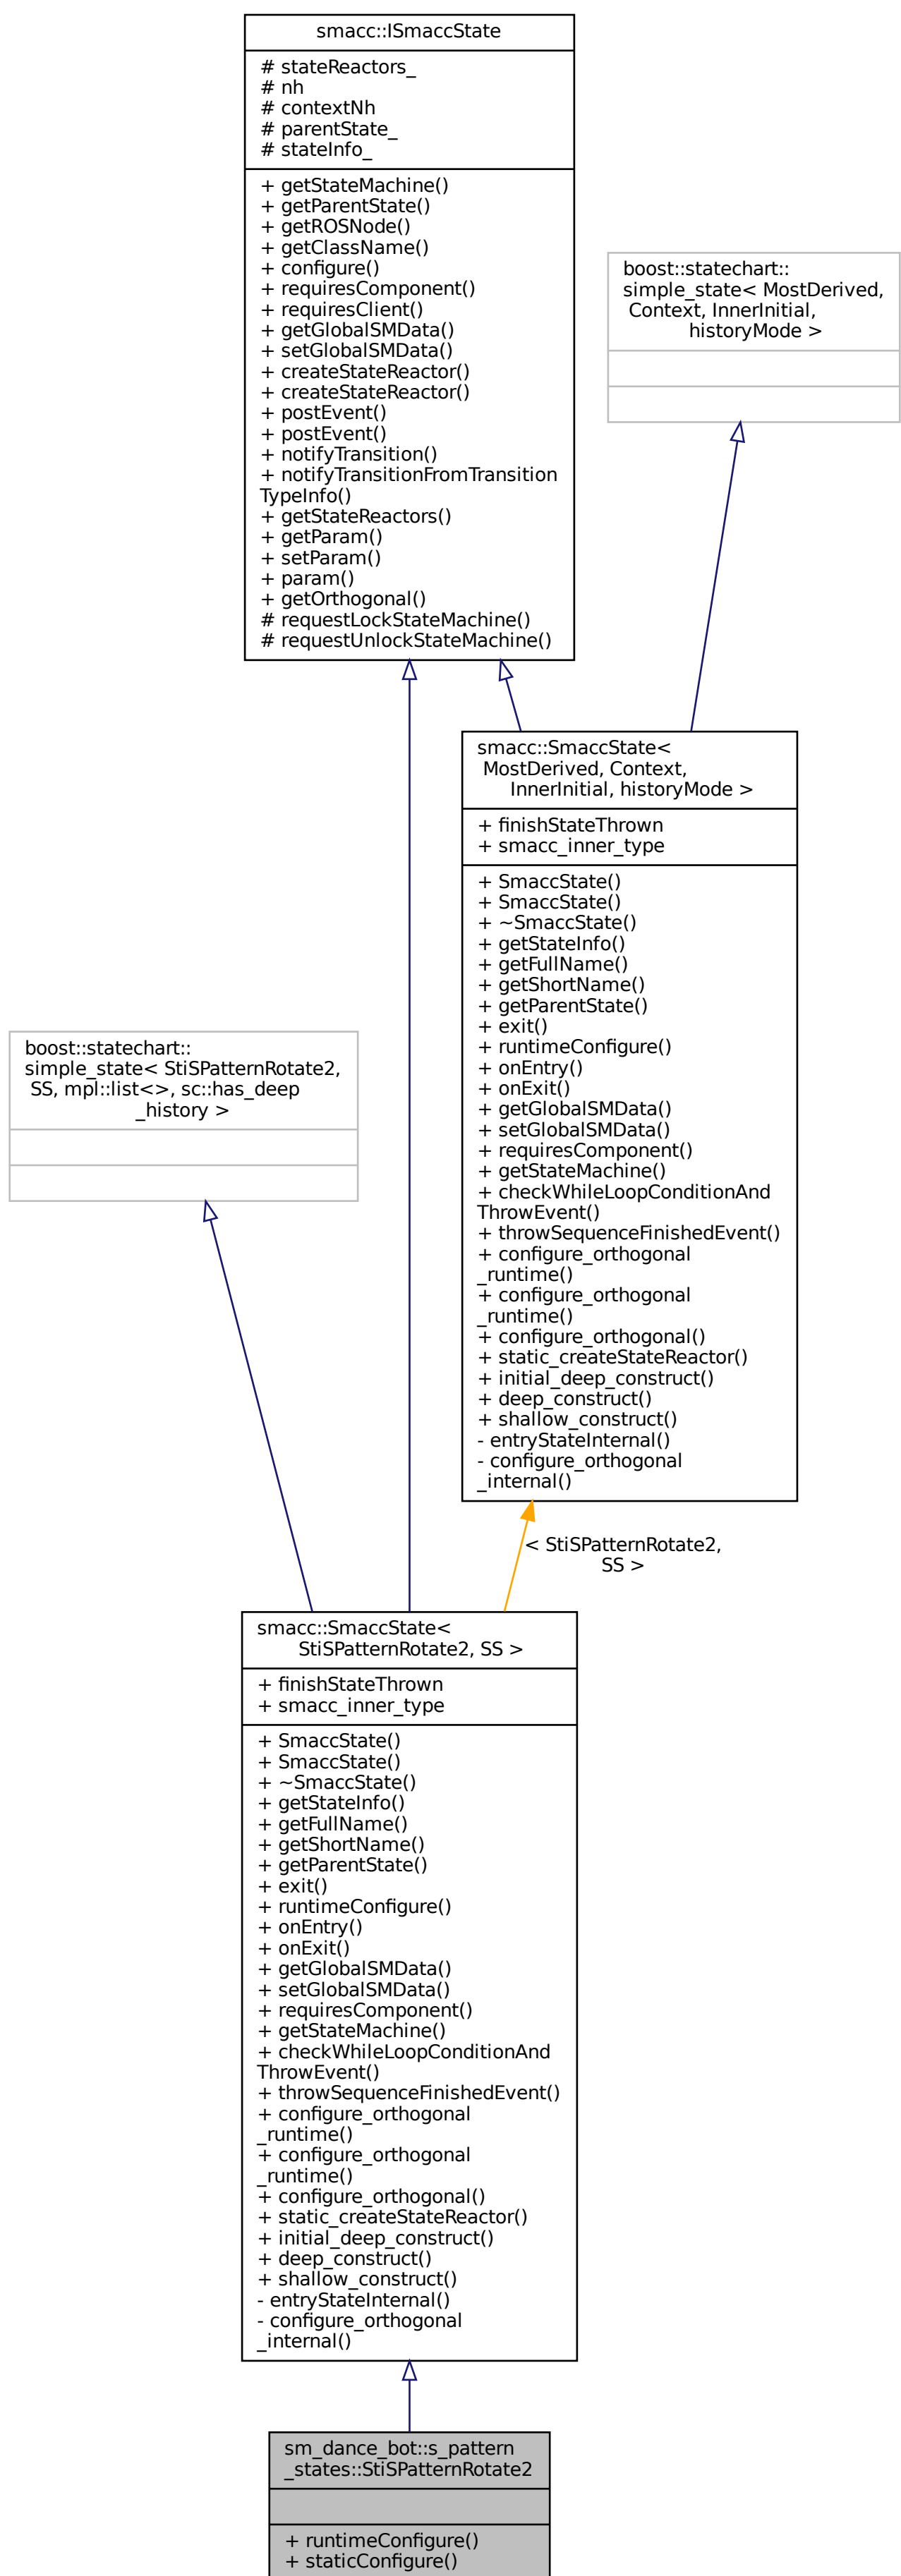 smacc::ISmaccState
# stateReactors_
# nh
# contextNh
# parentState_
# stateInfo_
+ getStateMachine()
+ getParentState()
+ getROSNode()
+ getClassName()
+ configure()
+ requiresComponent()
+ requiresClient()
+ getGlobalSMData()
+ setGlobalSMData()
+ createStateReactor()
+ createStateReactor()
+ postEvent()
+ postEvent()
+ notifyTransition()
+ notifyTransitionFromTransition
TypeInfo()
+ getStateReactors()
+ getParam()
+ setParam()
+ param()
+ getOrthogonal()
# requestLockStateMachine()
# requestUnlockStateMachine()
boost::statechart::
simple_state< MostDerived,
Context, InnerInitial,
historyMode >
smacc::SmaccState<
MostDerived, Context,
InnerInitial, historyMode >
+ finishStateThrown
+ smacc_inner_type
+ SmaccState()
+ SmaccState()
+ ~SmaccState()
+ getStateInfo()
+ getFullName()
+ getShortName()
+ getParentState()
+ exit()
+ runtimeConfigure()
+ onEntry()
+ onExit()
+ getGlobalSMData()
+ setGlobalSMData()
+ requiresComponent()
+ getStateMachine()
+ checkWhileLoopConditionAnd
ThrowEvent()
+ throwSequenceFinishedEvent()
+ configure_orthogonal
_runtime()
+ configure_orthogonal
_runtime()
+ configure_orthogonal()
+ static_createStateReactor()
+ initial_deep_construct()
+ deep_construct()
+ shallow_construct()
- entryStateInternal()
- configure_orthogonal
_internal()
boost::statechart::
simple_state< StiSPatternRotate2,
SS, mpl::list<>, sc::has_deep
_history >
< StiSPatternRotate2,
SS >
smacc::SmaccState<
StiSPatternRotate2, SS >
+ finishStateThrown
+ smacc_inner_type
+ SmaccState()
+ SmaccState()
+ ~SmaccState()
+ getStateInfo()
+ getFullName()
+ getShortName()
+ getParentState()
+ exit()
+ runtimeConfigure()
+ onEntry()
+ onExit()
+ getGlobalSMData()
+ setGlobalSMData()
+ requiresComponent()
+ getStateMachine()
+ checkWhileLoopConditionAnd
ThrowEvent()
+ throwSequenceFinishedEvent()
+ configure_orthogonal
_runtime()
+ configure_orthogonal
_runtime()
+ configure_orthogonal()
+ static_createStateReactor()
+ initial_deep_construct()
+ deep_construct()
+ shallow_construct()
- entryStateInternal()
- configure_orthogonal
_internal()
sm_dance_bot::s_pattern
_states::StiSPatternRotate2
+ runtimeConfigure()
+ staticConfigure()